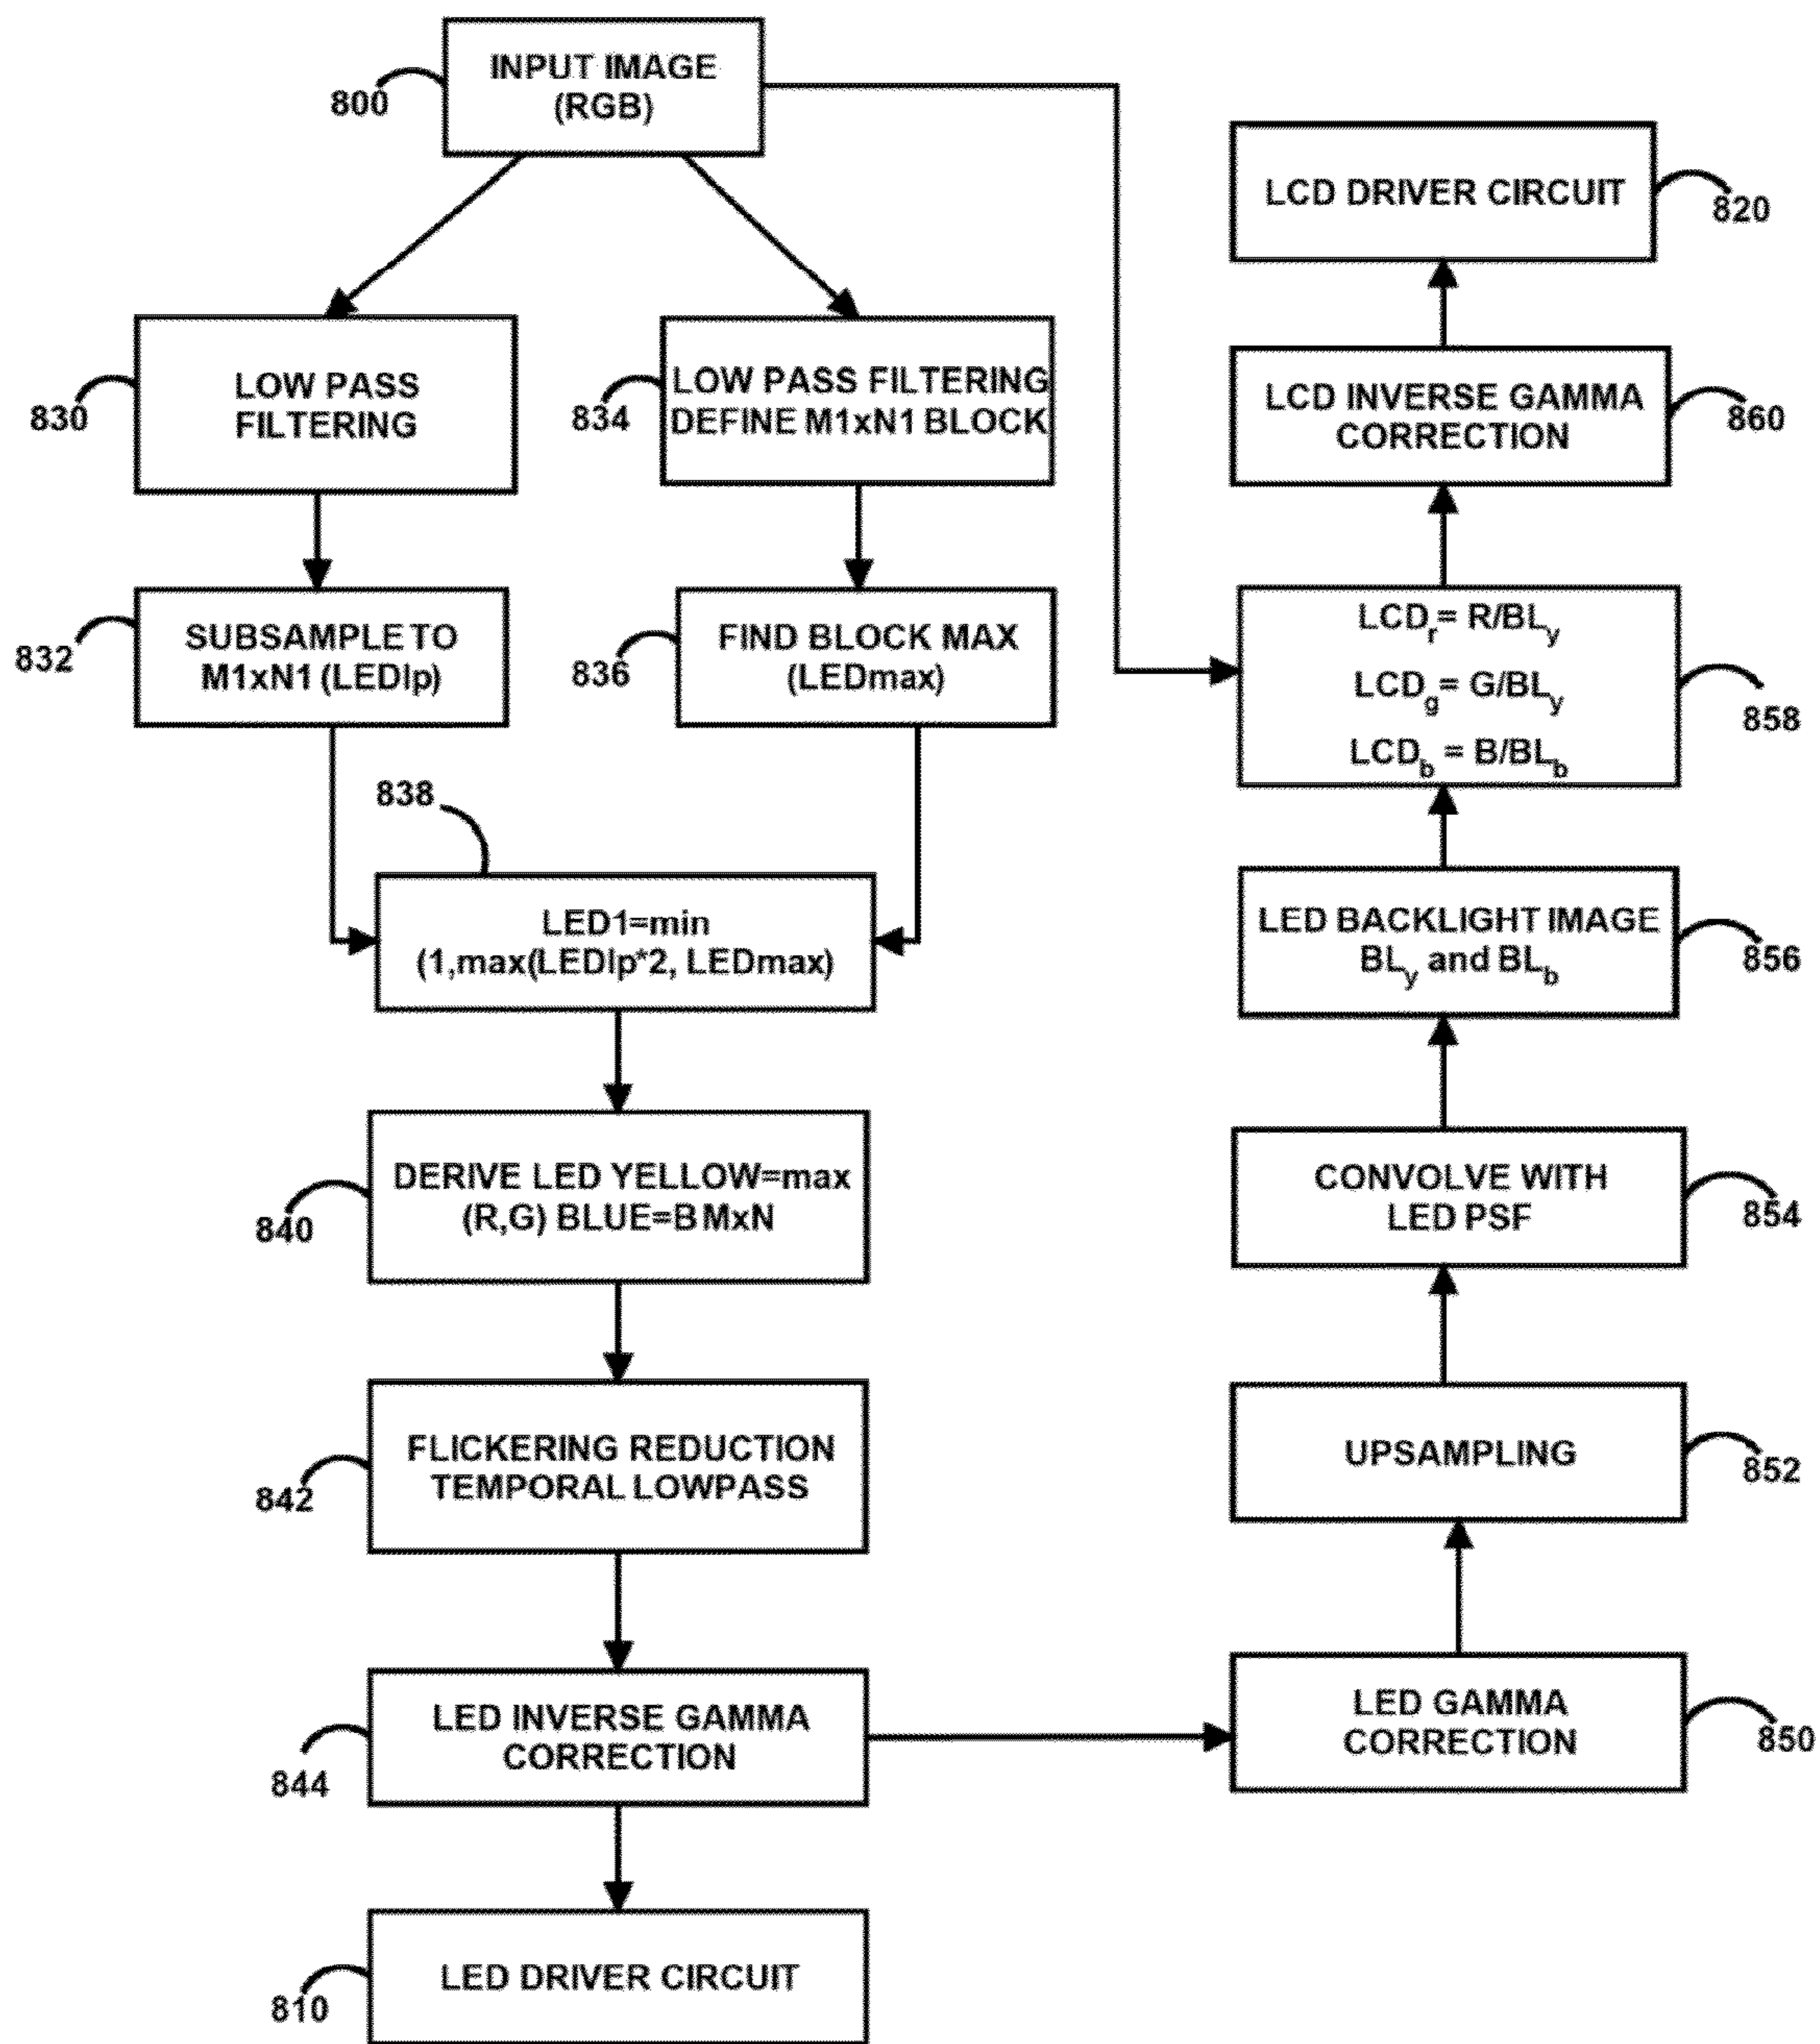 INPUT IMAGE
(RGB)
800
LOW PASS
FILTERING
830
LOW PASS FILTERING
DEFINE M1xN1 BLOCK
834
SUBSAMPLE TO
M1xN1 (LEDlp)
832
FIND BLOCK MAX
(LEDmax)
836
838
LED1=min
(1,max(LEDlp*2, LEDmax)
DERIVE LED YELLOW=max
(R,G) BLUE=B MxN
840
FLICKERING REDUCTION
TEMPORAL LOWPASS
842
LED INVERSE GAMMA
CORRECTION
844
LED DRIVER CIRCUIT
810
LCD DRIVER CIRCUIT
820
LCD INVERSE GAMMA
CORRECTION
860
LCDr= R/BLy
LCDg= G/BLy
LCDb = B/BLb
858
LED BACKLIGHT IMAGE
BLy and BLb
856
CONVOLVE WITH
LED PSF
854
UPSAMPLING
852
LED GAMMA
CORRECTION
850